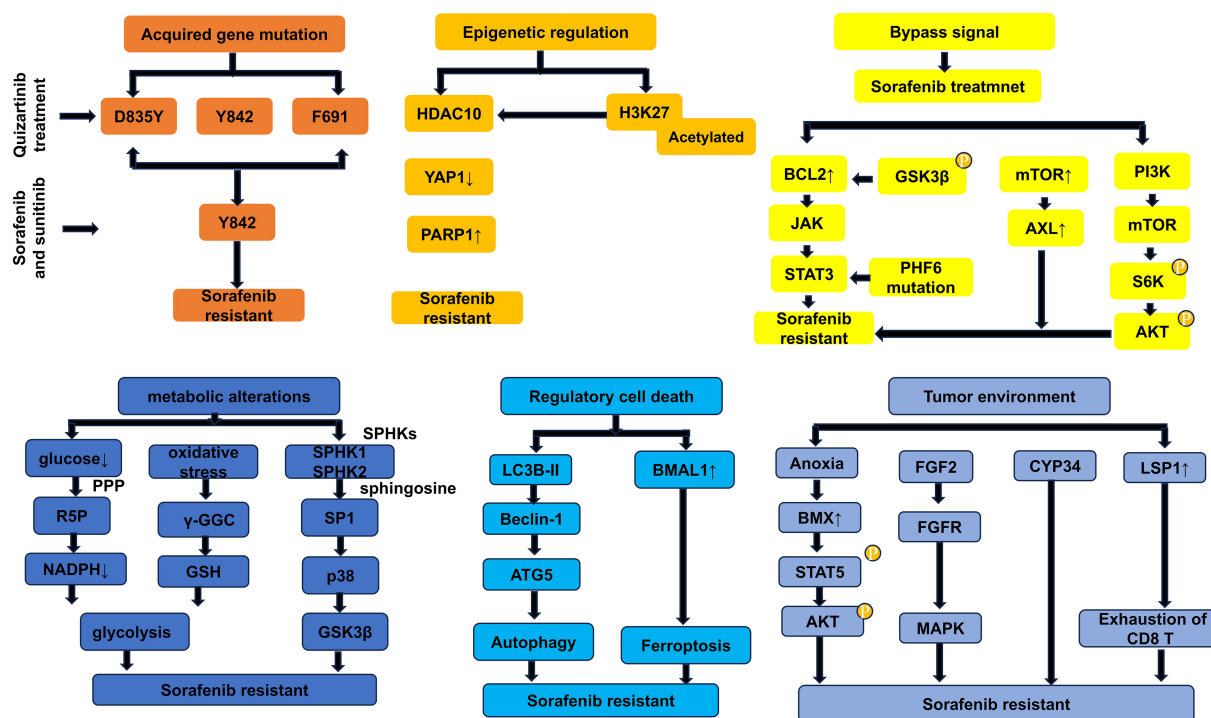 Acquired gene mutation
Quizartinib
treatment
D835Y
Y842
F691
Sorafenib
and sunitinib
Y842
Sorafenib
resistant
Epigenetic regulation
HDAC10
H3K27
Acetylated
YAP1↓
PARP1↑
Sorafenib
resistant
Bypass signal
Sorafenib treatmnet
BCL2↑
GSK3β
P
mTOR↑
PI3K
JAK
AXL↑
mTOR
STAT3
PHF6
mutation
S6K
P
Sorafenib
resistant
AKT
P
metabolic alterations
SPHKs
glucose↓
oxidative
stress
SPHK1
SPHK2
PPP
sphingosine
R5P
γ-GGC
SP1
NADPH↓
GSH
p38
glycolysis
GSK3β
Sorafenib resistant
Regulatory cell death
LC3B-II
BMAL1↑
Beclin-1
ATG5
Autophagy
Ferroptosis
Sorafenib resistant
Tumor environment
Anoxia
FGF2
CYP34
LSP1↑
BMX↑
FGFR
STAT5
P
AKT
P
MAPK
Exhaustion of
CD8 T
Sorafenib resistant